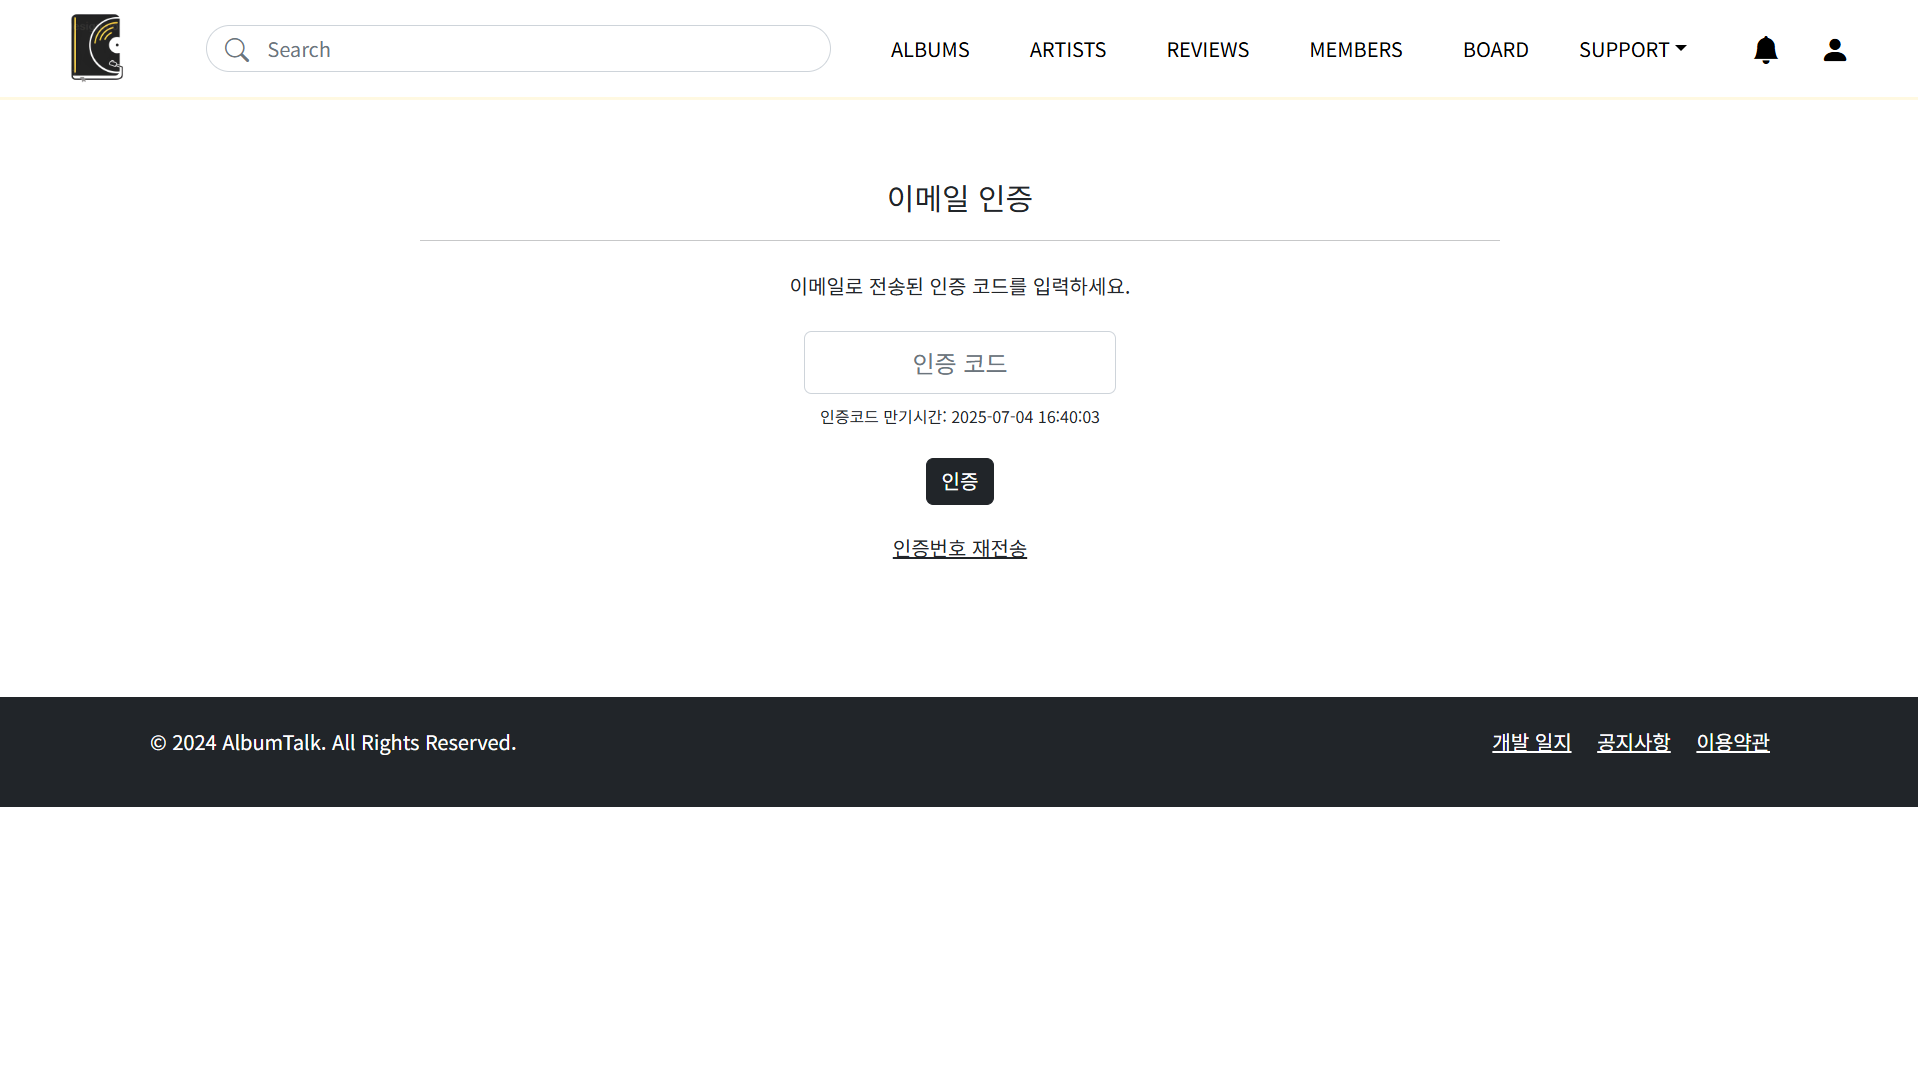 Search
ALBUMS
ARTISTS
REVIEWS
MEMBERS
BOARD
SUPPORT
이메일 인증
이메일로 전송된 인증 코드를 입력하세요.
인증 코드
인증코드 만기시간: 2025-07-04 16:40:03
인증
인증번호 재전송
© 2024 AlbumTalk. All Rights Reserved.
개발 일지
공지사항
이용약관